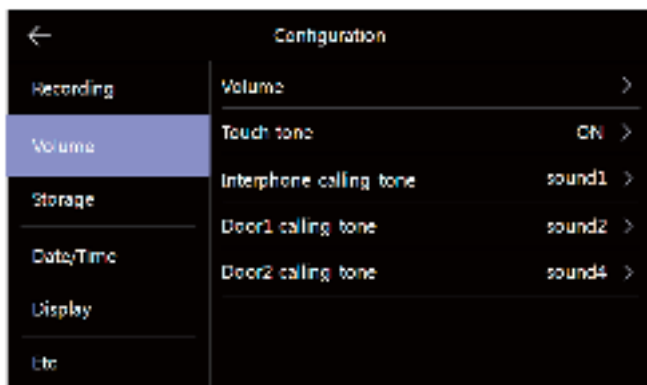 Configuration
Recording
Volume
Storage
Date/Time
Display
Etc
Volume
Touch tone ON
Interphone calling tone sound1
Door1 calling tone sound2
Door2 calling tone sound4